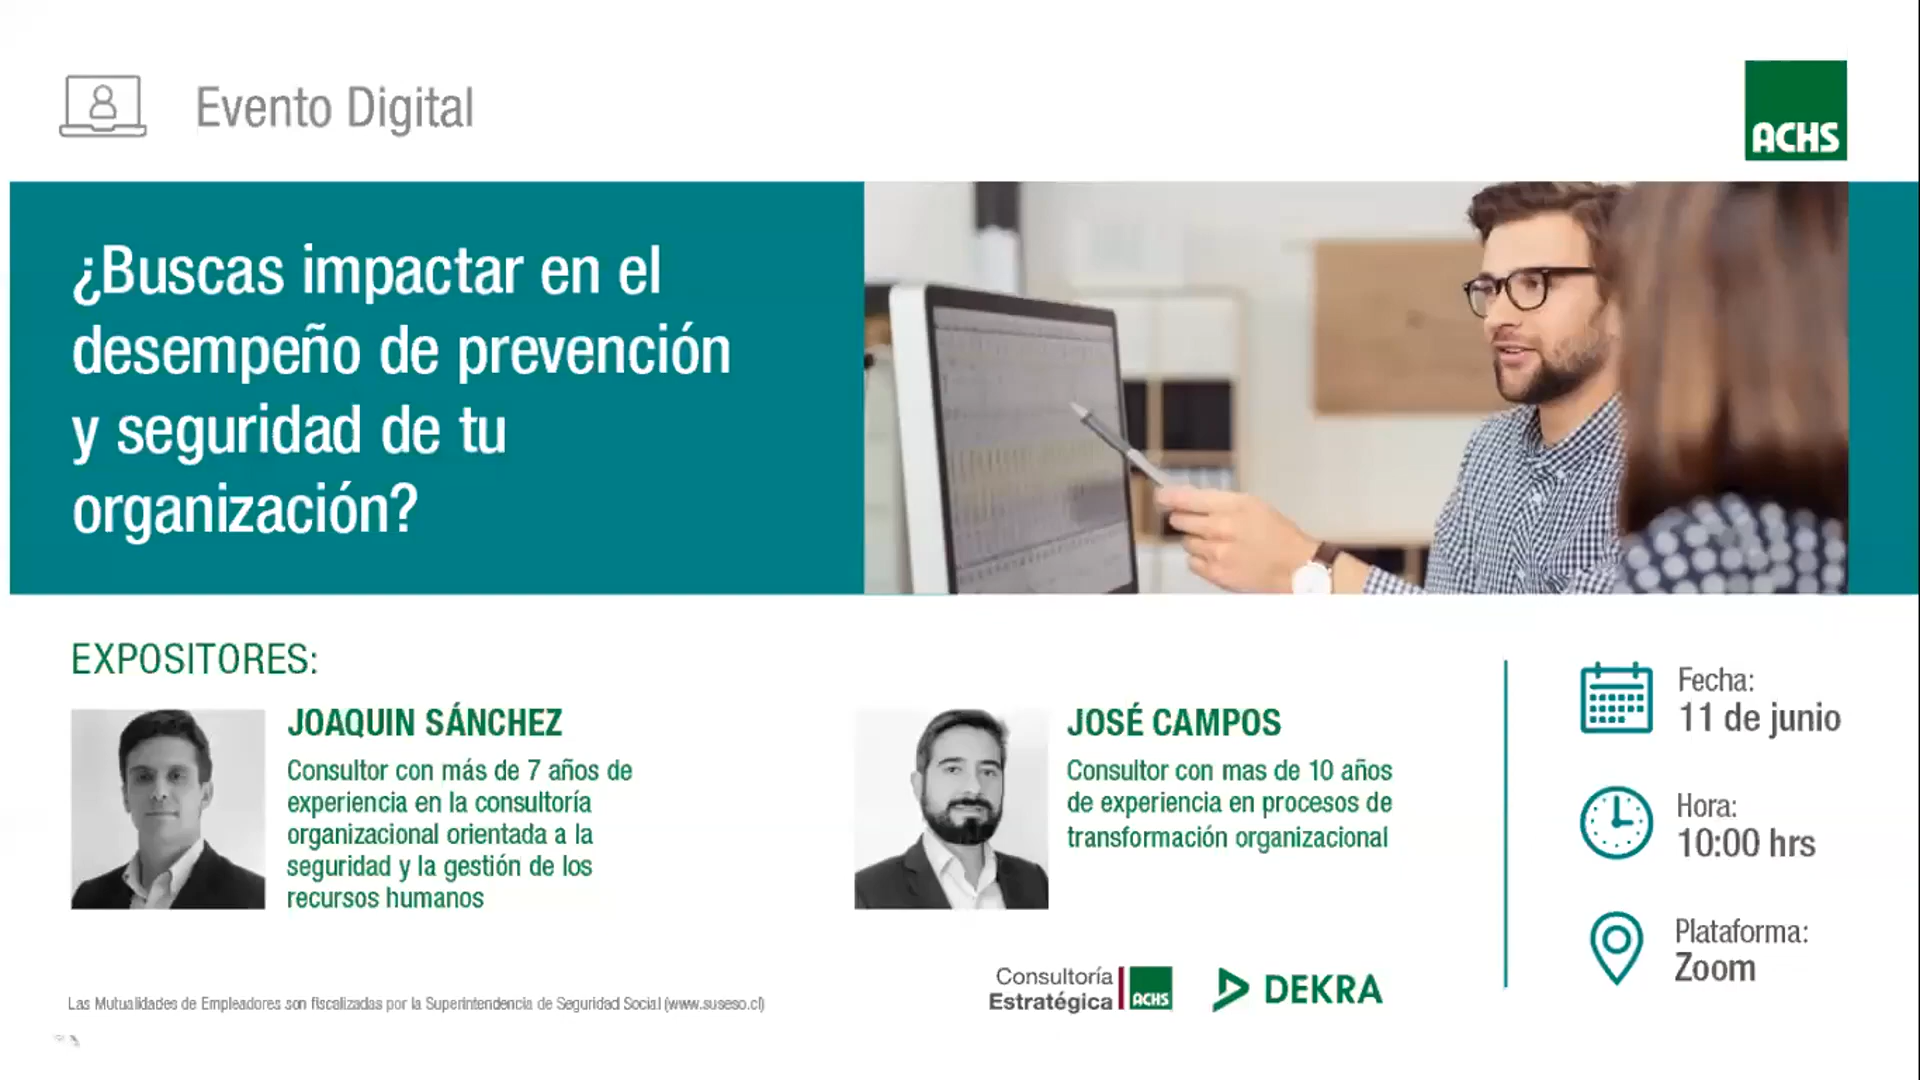 Evento Digital
ACHS
¿Buscas impactar en el
desempeño de prevención
y seguridad de tu
organización?
EXPOSITORES:
JOAQUIN SÁNCHEZ
Consultor con más de 7 años de
experiencia en la consultoría
organizacional orientada a la
seguridad y la gestión de los
recursos humanos
JOSÉ CAMPOS
Consultor con mas de 10 años
de experiencia en procesos de
transformación organizacional
Fecha:
11 de junio
Hora:
10:00 hrs
Plataforma:
Zoom
Consultoría
Estratégica
ACHS
DEKRA
Las Mutualidades de Empleadores son fiscalizadas por la Superintendencia de Seguridad Social (www.suseso.cl)